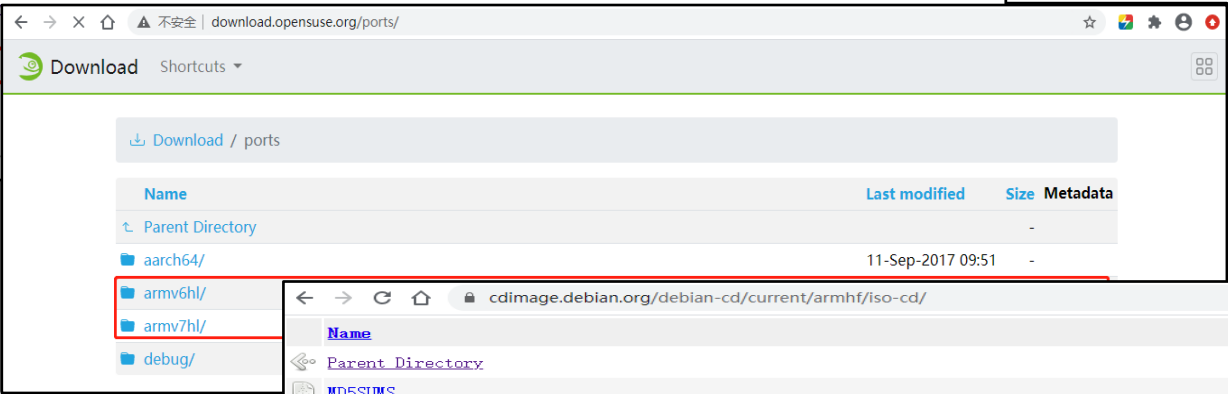 不安全 | download.opensuse.org/ports/
Download Shortcuts
Download / ports
Name Last modified Size Metadata
Parent Directory -
aarch64/ 11-Sep-2017 09:51 -
armv6hl/
armv7hl/
debug/
cdimage.debian.org/debian-cd/current/armhf/iso-cd/
Name
Parent Directory
MD5SUMS